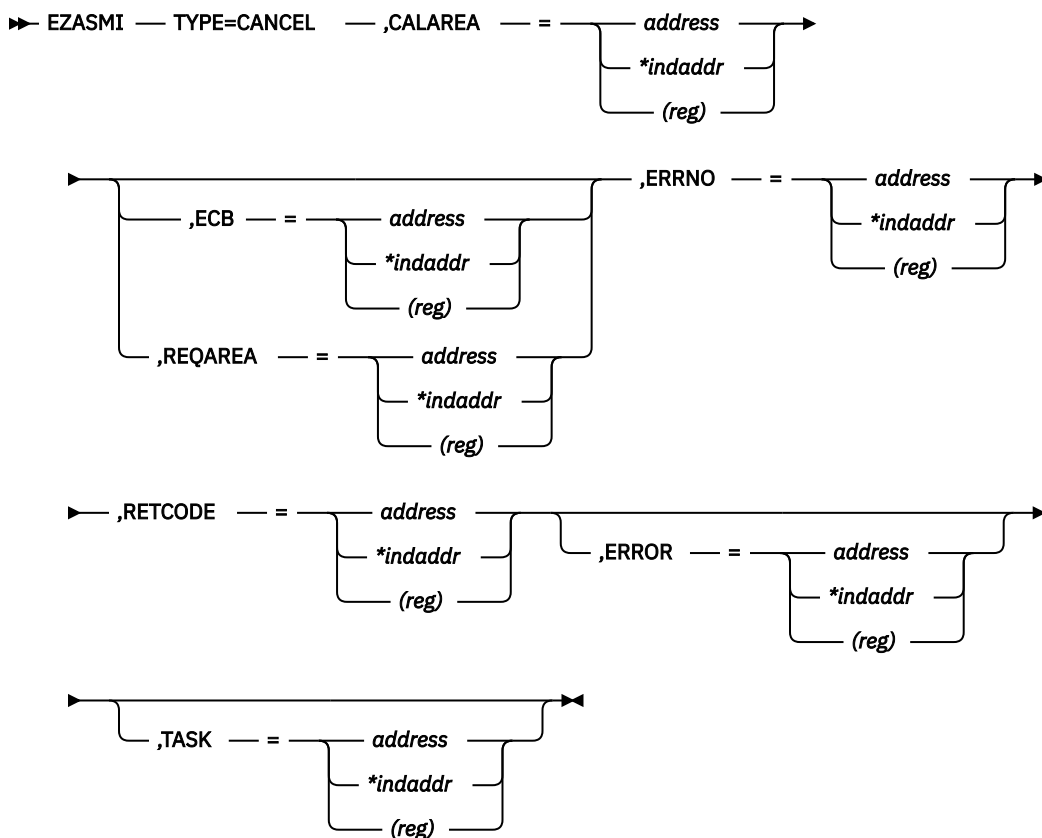 EZASMI TYPE=CANCEL ,CALAREA = address
*indaddr
(reg)
,ECB = address
*indaddr
(reg)
,REQAREA = address
*indaddr
(reg)
,ERRNO = address
*indaddr
(reg)
,RETCODE = address
*indaddr
(reg)
,ERROR = address
*indaddr
(reg)
,TASK = address
*indaddr
(reg)